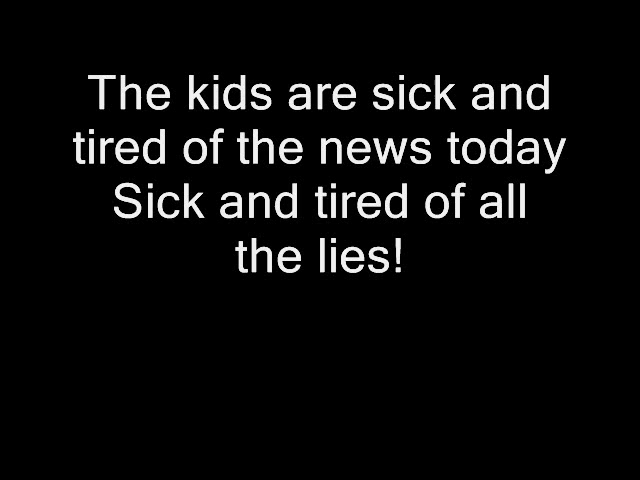 The kids are sick and
tired of the news today
Sick and tired of all
the lies!